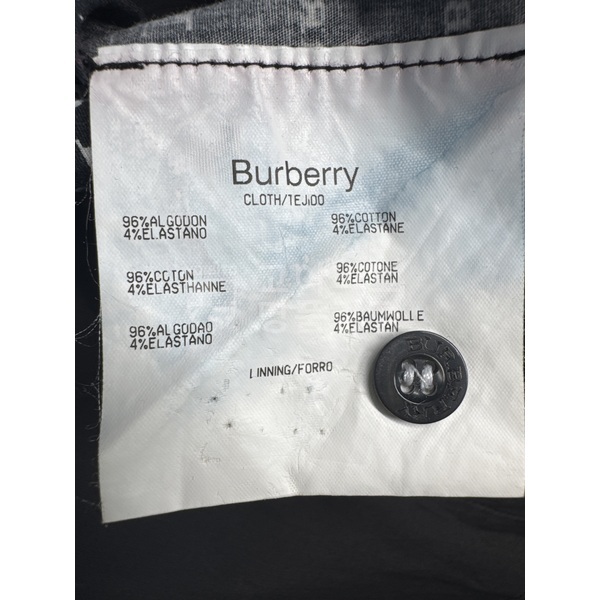 Burberry
CLOTH/TEJIDO
96%ALGODON
4%ELASTANO
96%COTTON
4%ELASTANE
96%COTON
4%ELASTHANNE
96%COTONE
4%ELASTAN
96%ALGODAO
4%ELASTANO
96%BAUMWOLLE
4%ELASTAN
LINNING/FORRO